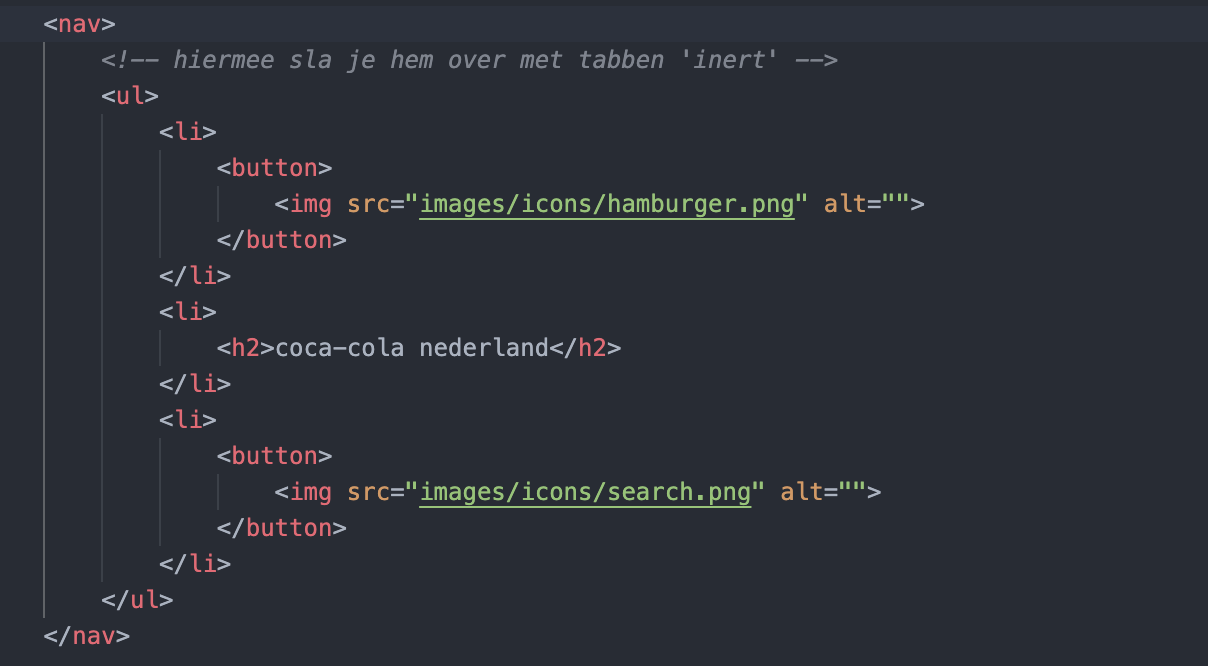 <nav>
    <!-- hiermee sla je hem over met tabben 'inert' -->
    <ul>
        <li>
            <button>
                <img src="images/icons/hamburger.png" alt="">
            </button>
        </li>
        <li>
            <h2>coca-cola nederland</h2>
        </li>
        <li>
            <button>
                <img src="images/icons/search.png" alt="">
            </button>
        </li>
    </ul>
</nav>